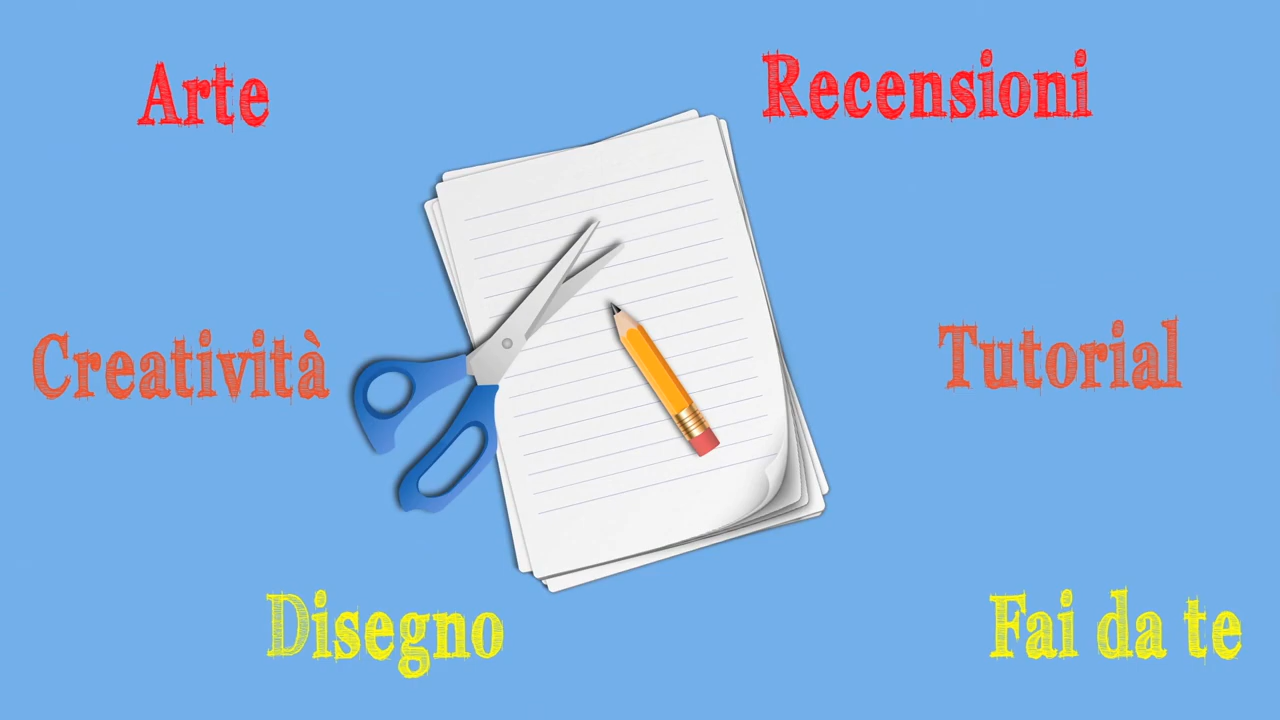 Arte
Recensioni
Creatività
Tutorial
Disegno
Fai da te